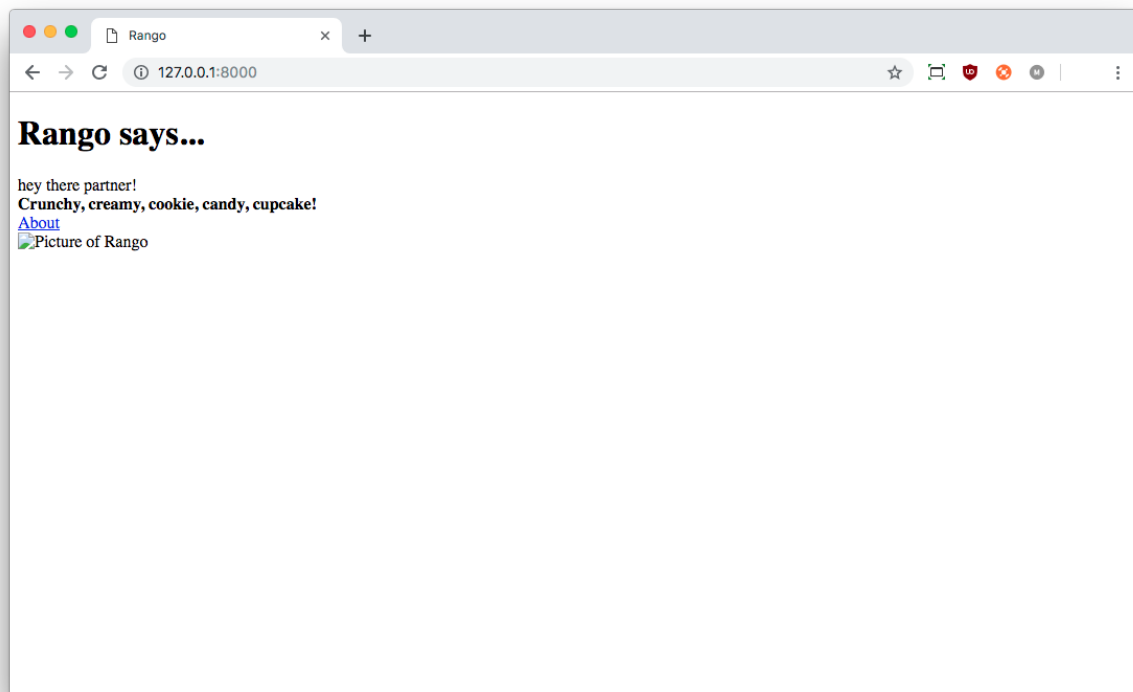 Rango
127.0.0.1:8000
Rango says...
hey there partner!
Crunchy, creamy, cookie, candy, cupcake!
About
Picture of Rango